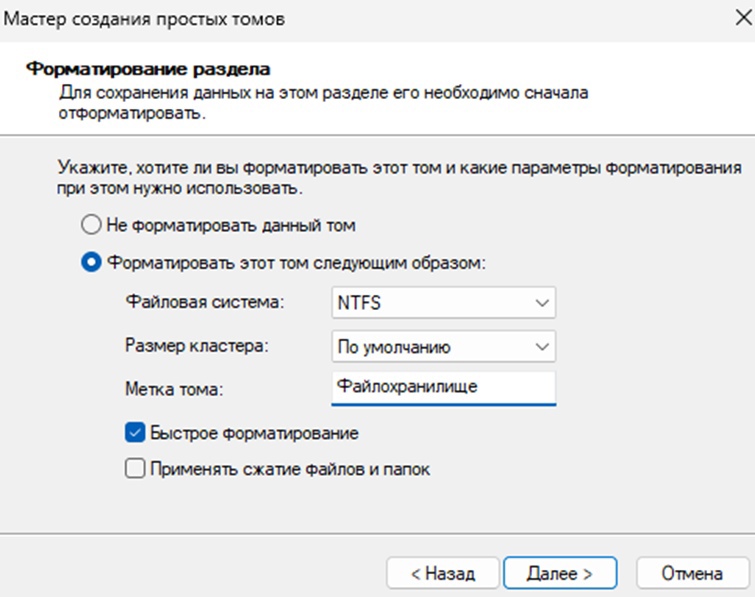 Мастер создания простых томов
Форматирование раздела
Для сохранения данных на этом разделе его необходимо сначала
отформатировать.
Укажите, хотите ли вы форматировать этот том и какие параметры форматирования
при этом нужно использовать.
Не форматировать данный том
Форматировать этот том следующим образом:
Файловая система: NTFS
Размер кластера: По умолчанию
Метка тома: Файлохранилище
Быстрое форматирование
Применять сжатие файлов и папок
< Назад Далее > Отмена